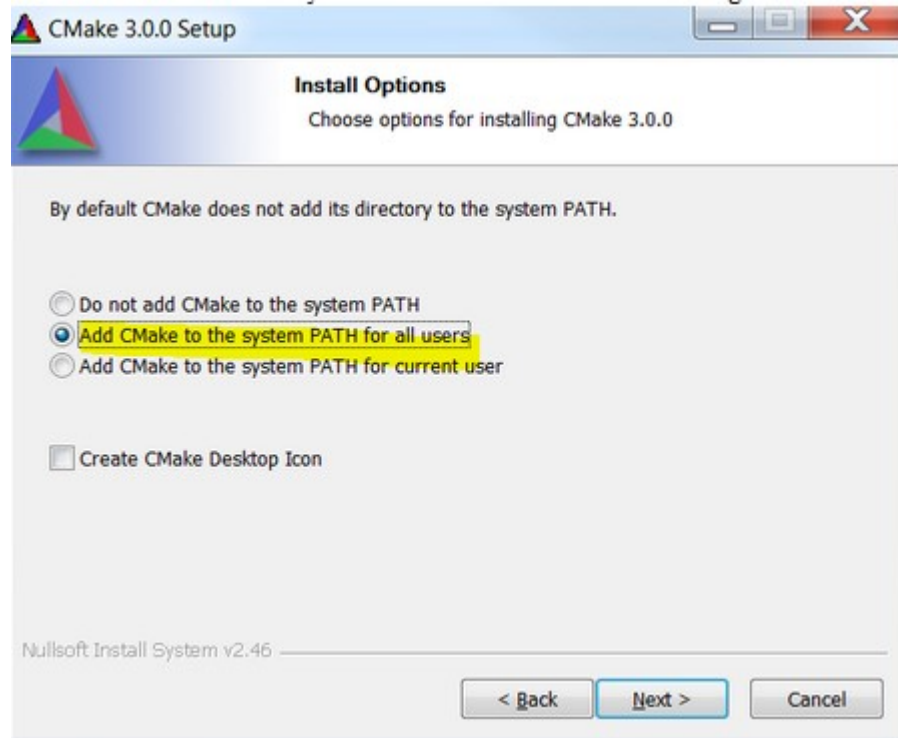 CMake 3.0.0 Setup
Install Options
Choose options for installing CMake 3.0.0
By default CMake does not add its directory to the system PATH.
Do not add CMake to the system PATH
Add CMake to the system PATH for all users
Add CMake to the system PATH for current user
Create CMake Desktop Icon
Nullsoft Install System v2.46
< Back Next > Cancel